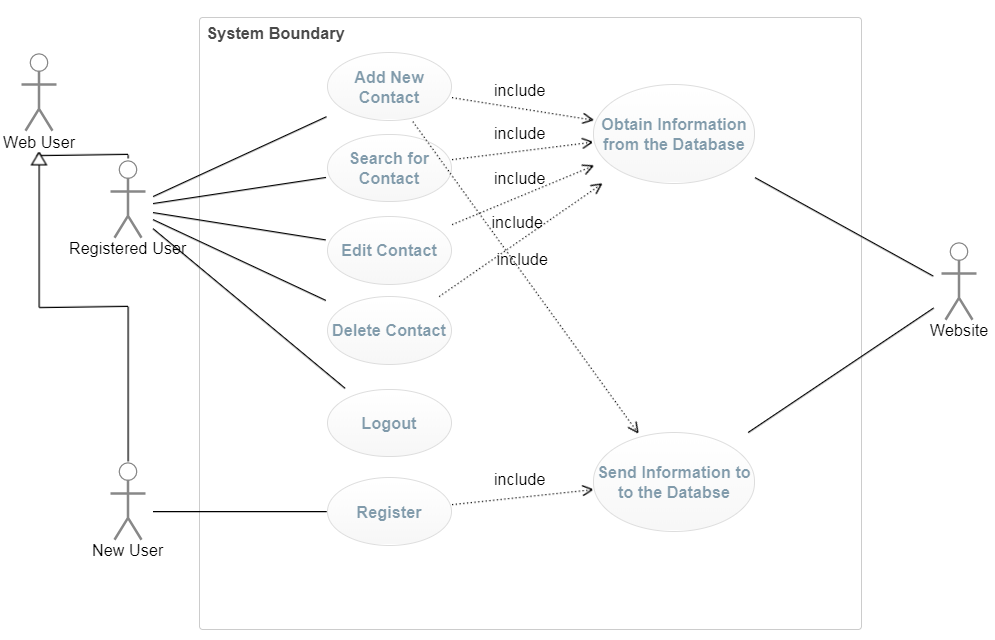 System Boundary
Web User
Registered User
New User
Add New
Contact
Search for
Contact
Edit Contact
Delete Contact
Logout
Register
include
include
include
include
include
include
Obtain Information
from the Database
Send Information to
to the Databse
Website